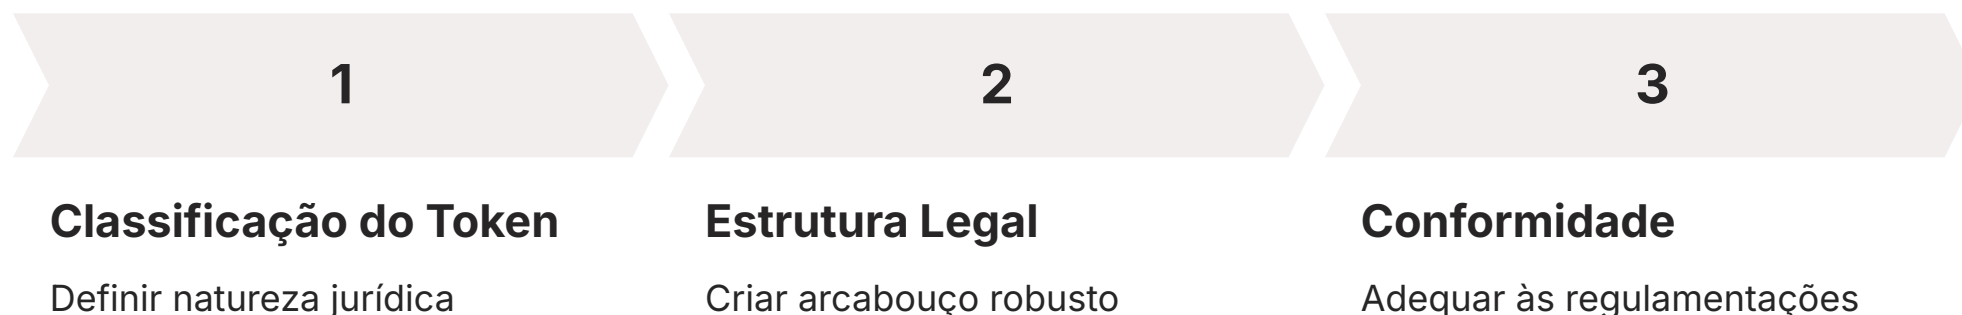 1
2
3
Classificação do Token
Estrutura Legal
Conformidade
Definir natureza jurídica
Criar arcabouço robusto
Adequar às regulamentações